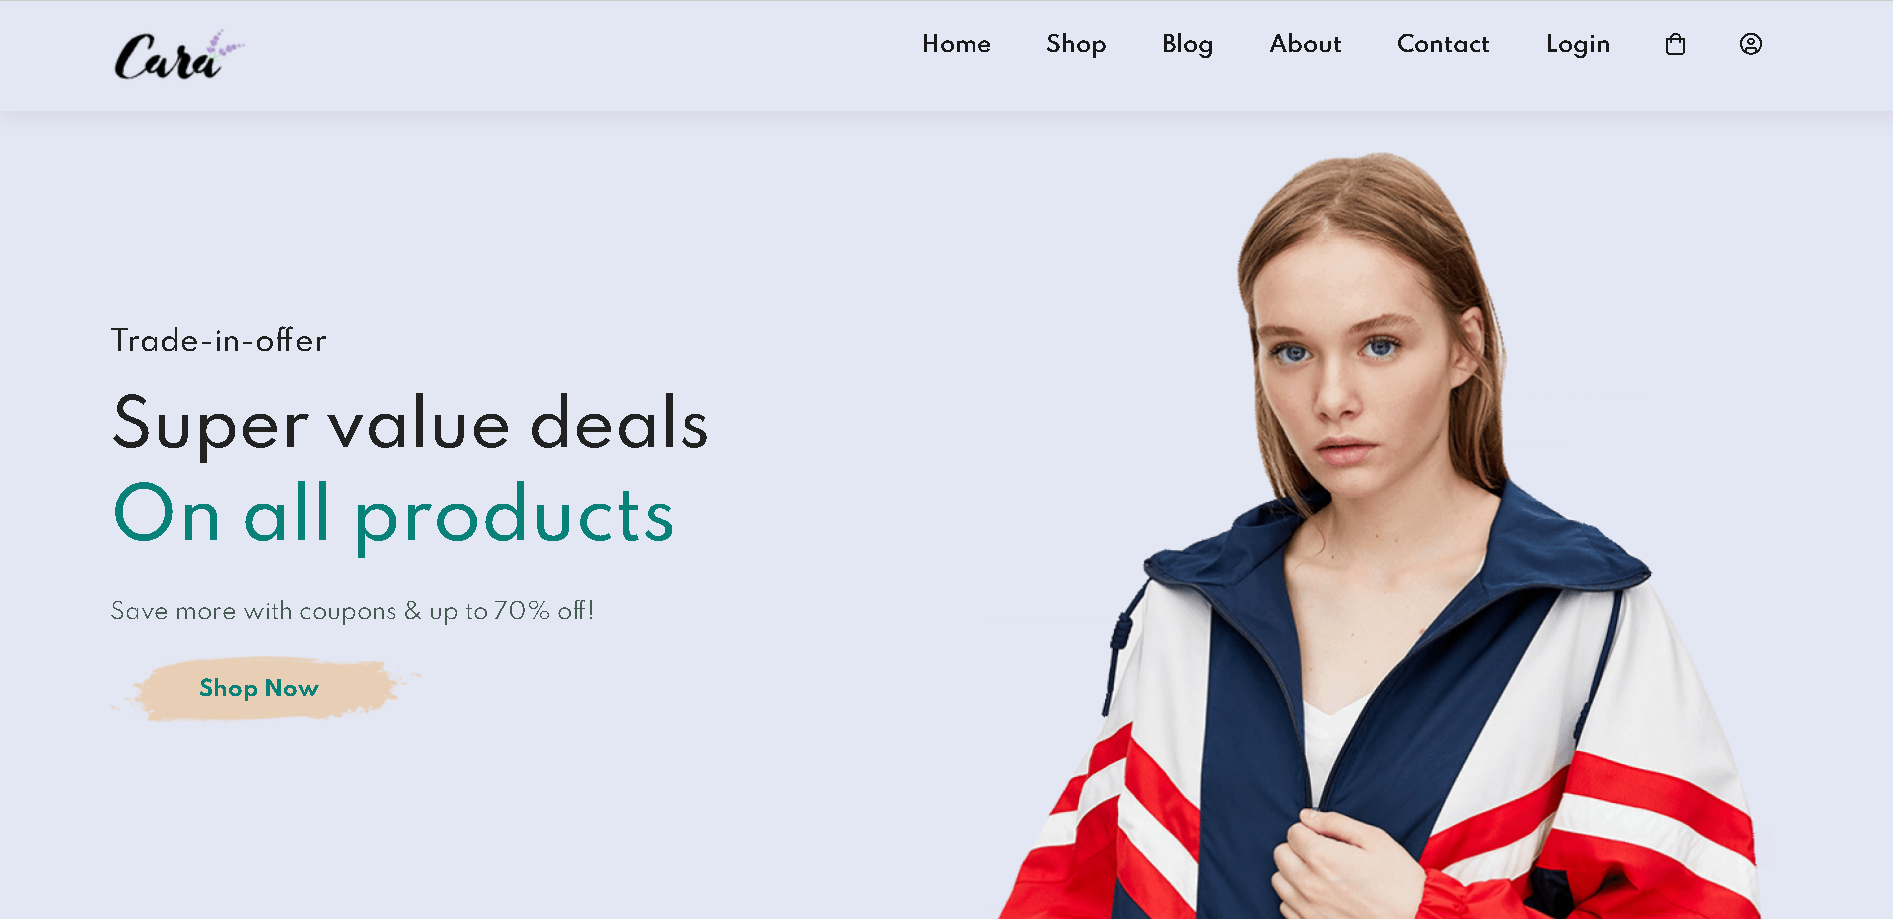 Cara
Home Shop Blog About Contact Login
Trade-in-offer
Super value deals
On all products
Save more with coupons & up to 70% off!
Shop Now